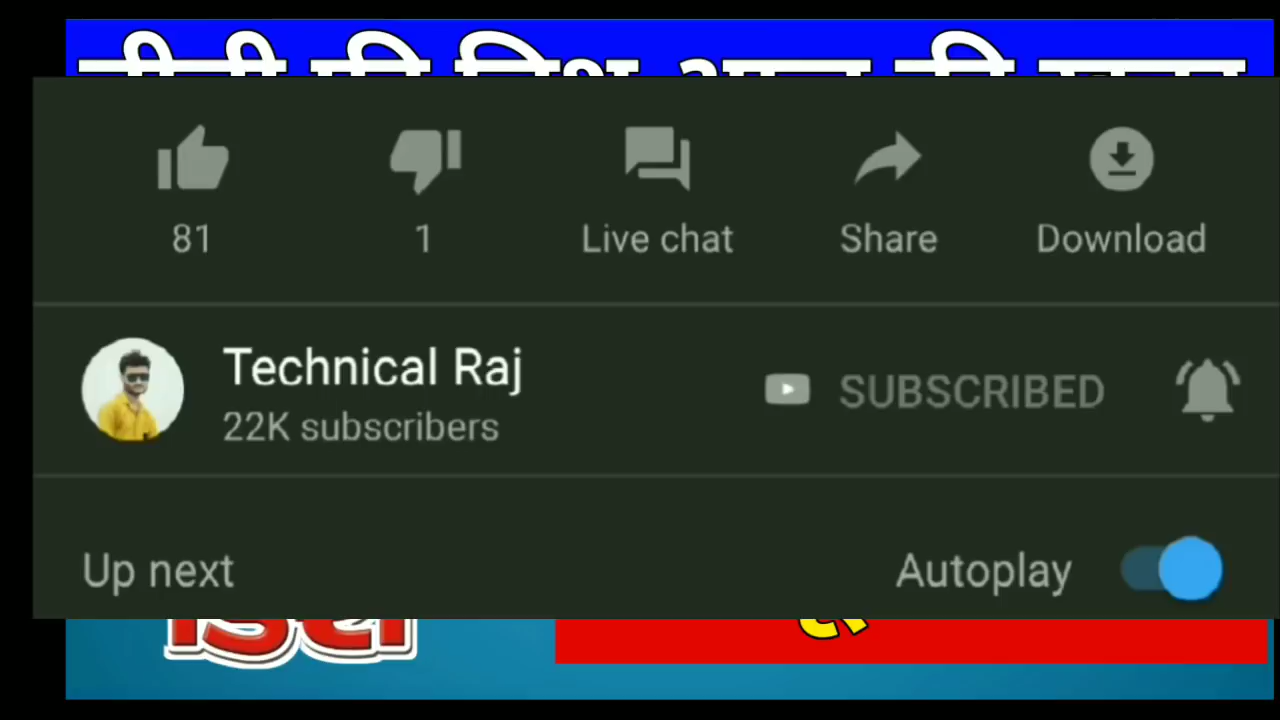 81
1
Live chat
Share
Download
Technical Raj
22K subscribers
SUBSCRIBED
Up next
Autoplay